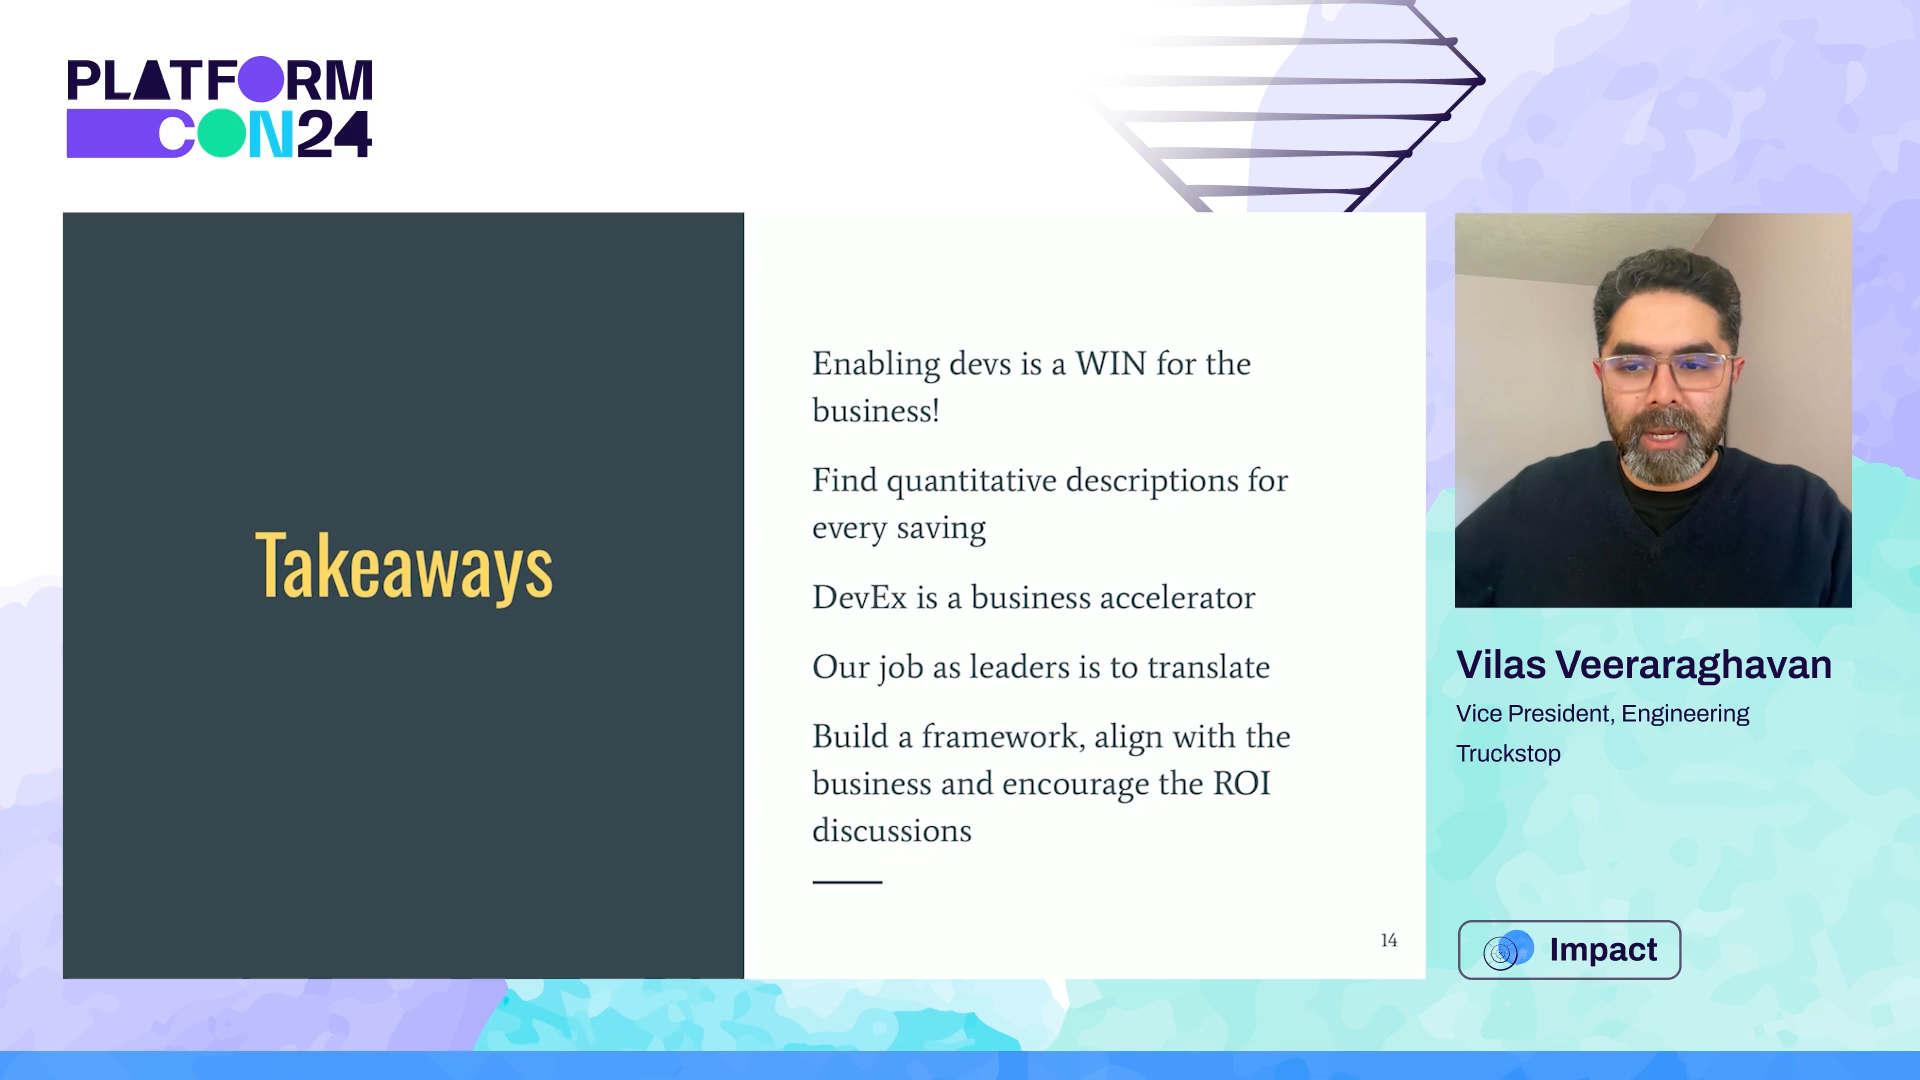 PLATFORM
CON24
Takeaways
Enabling devs is a WIN for the
business!
Find quantitative descriptions for
every saving
DevEx is a business accelerator
Our job as leaders is to translate
Build a framework, align with the
business and encourage the ROI
discussions
14
Vilas Veeraraghavan
Vice President, Engineering
Truckstop
Impact